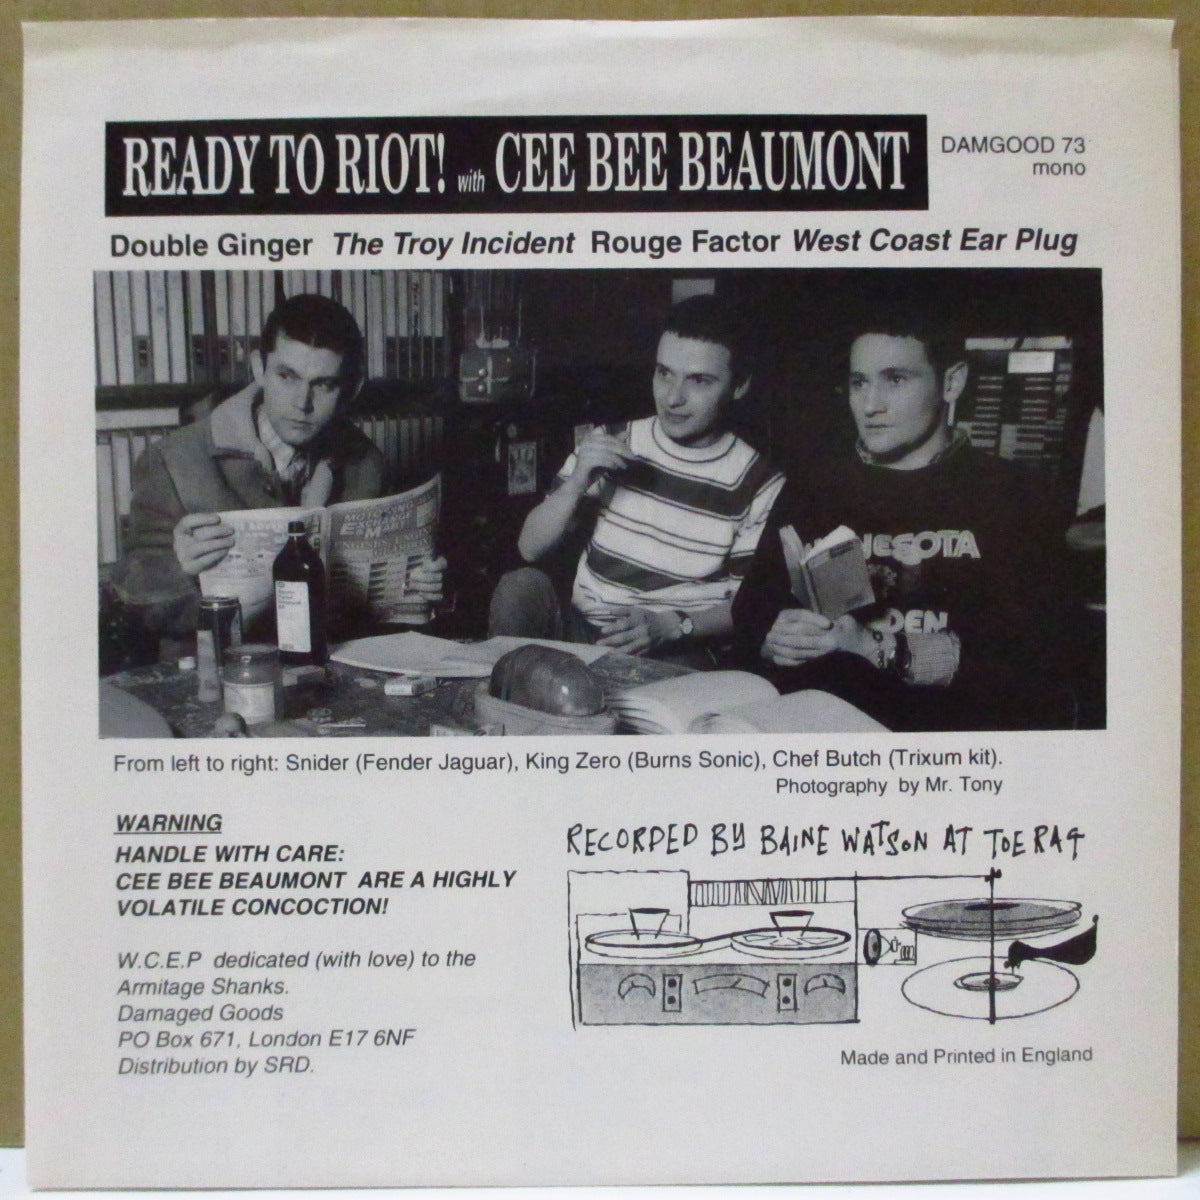 READY TO RIOT! with CEE BEE BEAUMONT
DAMGOOD 73
mono
Double Ginger The Troy Incident Rouge Factor West Coast Ear Plug
NESOTA
DEN
From left to right: Snider (Fender Jaguar), King Zero (Burns Sonic), Chef Butch (Trixum kit).
Photography by Mr. Tony
WARNING
HANDLE WITH CARE:
CEE BEE BEAUMONT ARE A HIGHLY
VOLATILE CONCOCTION!
W.C.E.P dedicated (with love) to the
Armitage Shanks.
Damaged Goods
PO Box 671, London E17 6NF
Distribution by SRD.
RECORDED BY BAINE WATSON AT TOE RAG
Made and Printed in England